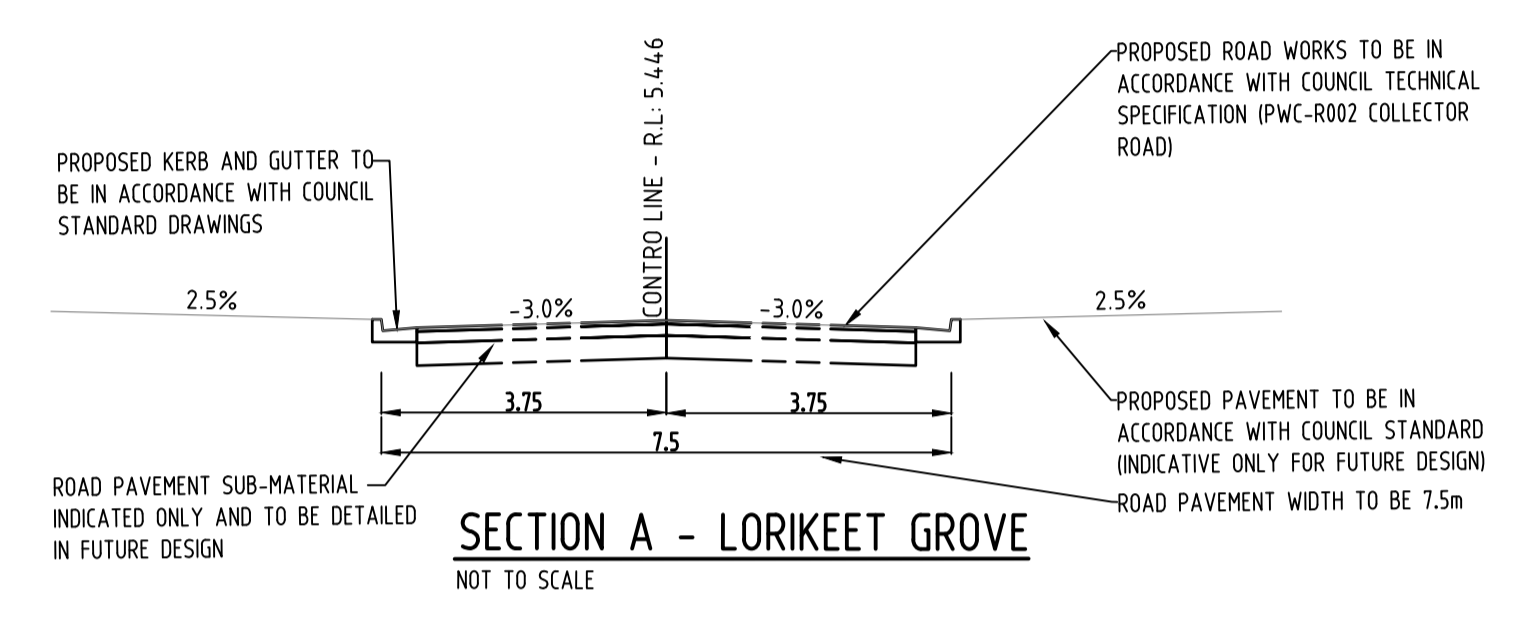 CONTRO LINE - R.L.: 5.446
PROPOSED ROAD WORKS TO BE IN
ACCORDANCE WITH COUNCIL TECHNICAL
SPECIFICATION (PWC-R002 COLLECTOR
ROAD)
PROPOSED KERB AND GUTTER TO
BE IN ACCORDANCE WITH COUNCIL
STANDARD DRAWINGS
2.5%
-3.0%
-3.0%
2.5%
3.75
3.75
7.5
PROPOSED PAVEMENT TO BE IN
ACCORDANCE WITH COUNCIL STANDARD
(INDICATIVE ONLY FOR FUTURE DESIGN)
ROAD PAVEMENT WIDTH TO BE 7.5m
ROAD PAVEMENT SUB-MATERIAL
INDICATED ONLY AND TO BE DETAILED
IN FUTURE DESIGN
SECTION A - LORIKEET GROVE
NOT TO SCALE